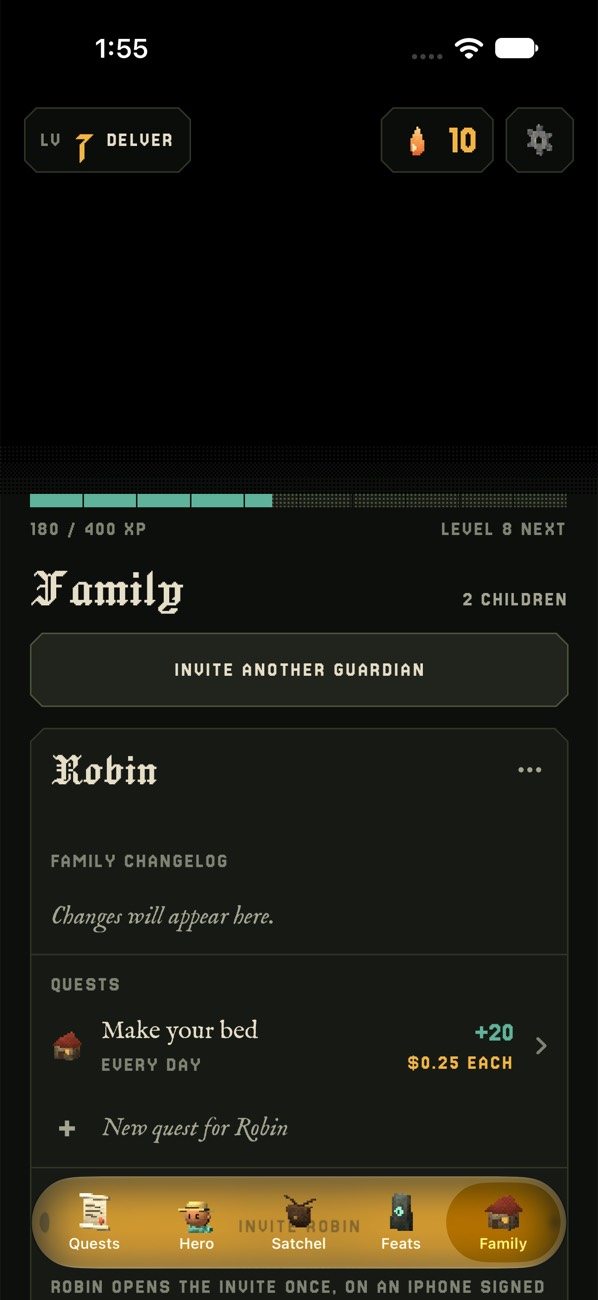 1:55
LV 7 DELVER
10
180 / 400 XP
LEVEL 8 NEXT
Family
2 CHILDREN
INVITE ANOTHER GUARDIAN
Robin
FAMILY CHANGELOG
Changes will appear here.
QUESTS
Make your bed
+20
EVERY DAY
$0.25 EACH
New quest for Robin
INVITE ROBIN
Quests
Hero
Satchel
Feats
Family
ROBIN OPENS THE INVITE ONCE, ON AN IPHONE SIGNED